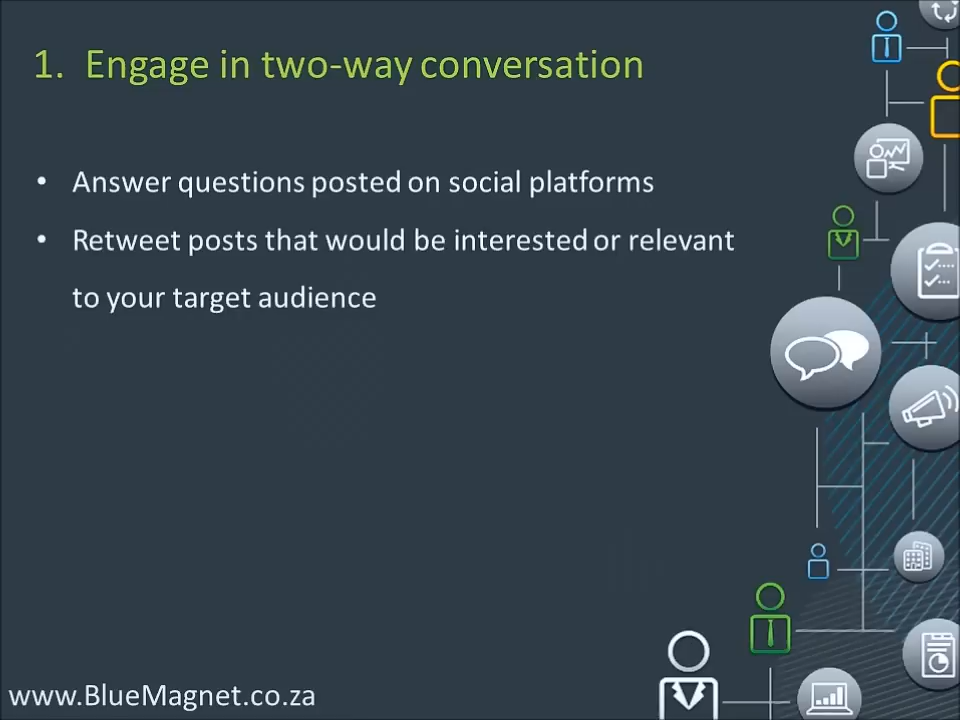 1. Engage in two-way conversation
• Answer questions posted on social platforms
• Retweet posts that would be interested or relevant
to your target audience
www.BlueMagnet.co.za